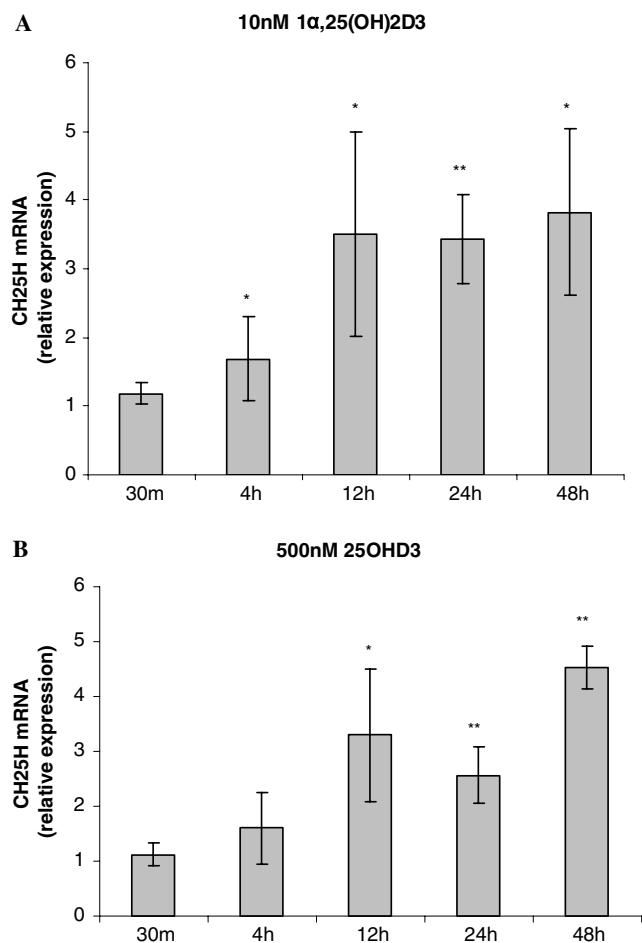 A
10nM 1α,25(OH)2D3
CH25H mRNA
(relative expression)
6
5
4
3
2
1
0
*
*
**
*
30m 4h 12h 24h 48h
B
500nM 25OHD3
CH25H mRNA
(relative expression)
6
5
4
3
2
1
0
*
**
**
30m 4h 12h 24h 48h